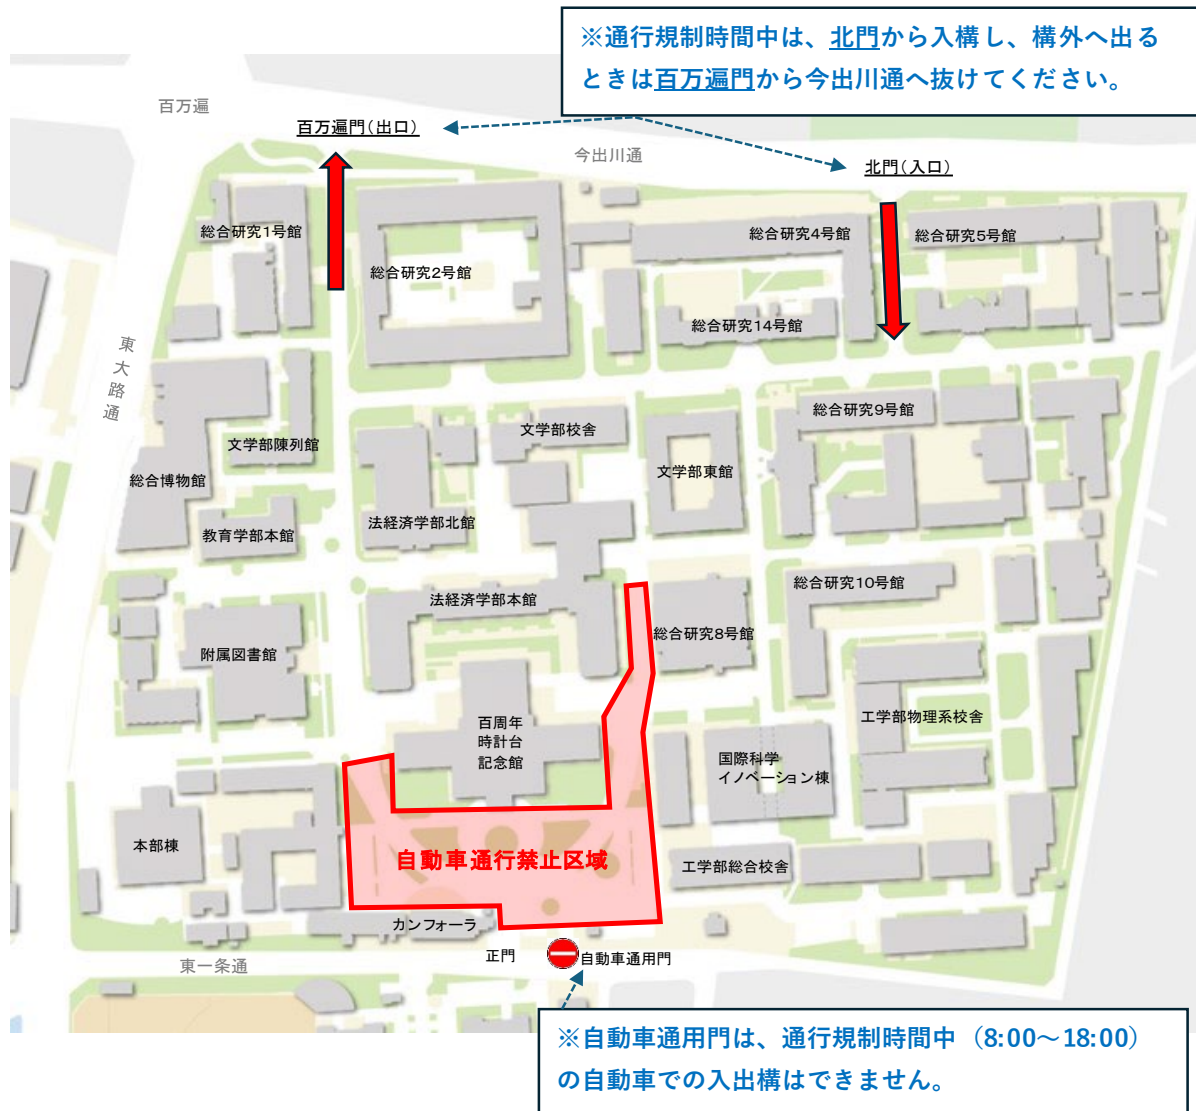 ※通行規制時間中は、北門から入構し、構外へ出る
ときは百万遍門から今出川通へ抜けてください。
百万遍
百万遍門(出口)
今出川通
北門(入口)
総合研究1号館
総合研究2号館
総合研究4号館
総合研究5号館
総合研究14号館
東
大
路
通
総合研究9号館
文学部校舎
文学部陳列館
総合博物館
文学部東館
法経済学部北館
教育学部本館
総合研究10号館
法経済学部本館
総合研究8号館
附属図書館
工学部物理系校舎
百周年
時計台
記念館
国際科学
イノベーション棟
本部棟
自動車通行禁止区域
工学部総合校舎
カンフォーラ
正門
自動車通用門
東一条通
※自動車通用門は、通行規制時間中（8:00～18:00）
の自動車での入出構はできません。